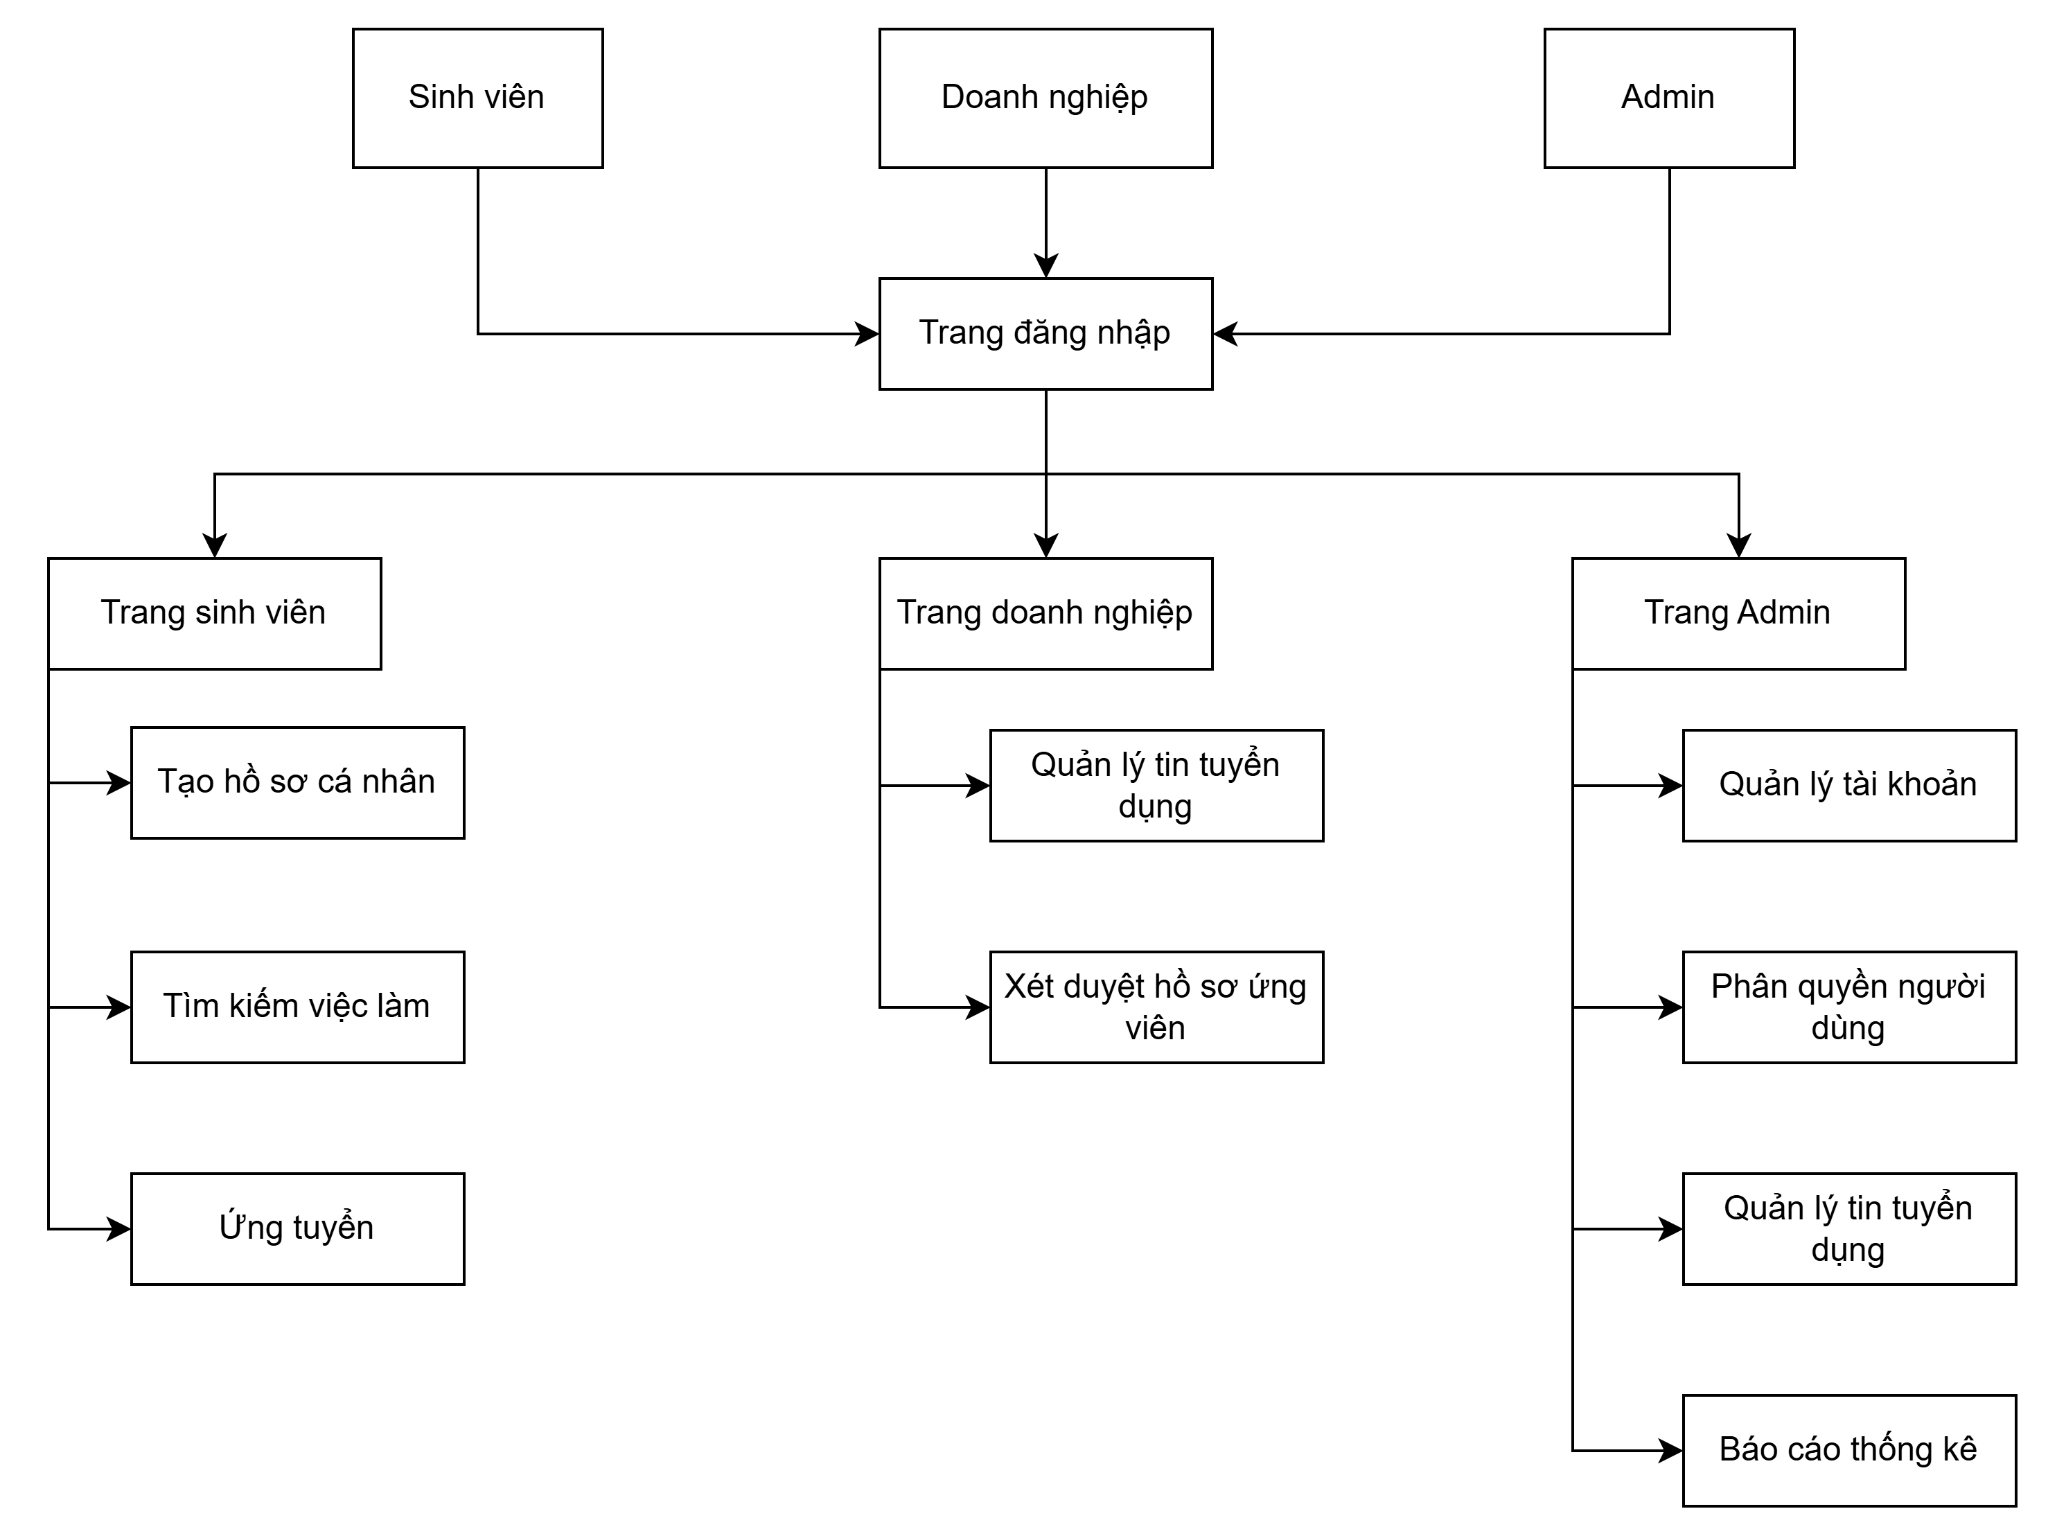 Sinh viên
Doanh nghiệp
Admin
Trang đăng nhập
Trang sinh viên
Trang doanh nghiệp
Trang Admin
Tạo hồ sơ cá nhân
Tìm kiếm việc làm
Ứng tuyển
Quản lý tin tuyển
dụng
Xét duyệt hồ sơ ứng
viên
Quản lý tài khoản
Phân quyền người
dùng
Quản lý tin tuyển
dụng
Báo cáo thống kê